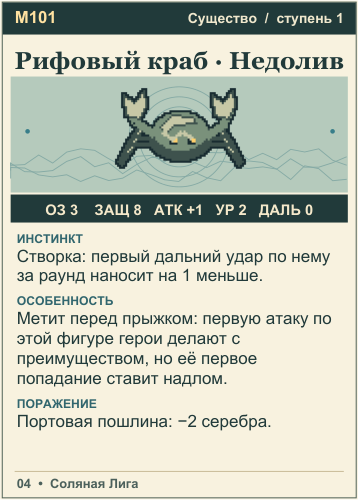 M101
Существо / ступень 1
Рифовый краб · Недолив
ОЗ 3 ЗАЩ 8 АТК +1 УР 2 ДАЛЬ 0
ИНСТИНКТ
Створка: первый дальний удар по нему
за раунд наносит на 1 меньше.
ОСОБЕННОСТЬ
Метит перед прыжком: первую атаку по
этой фигуре герои делают с
преимуществом, но её первое
попадание ставит надлом.
ПОРАЖЕНИЕ
Портовая пошлина: −2 серебра.
04 • Соляная Лига